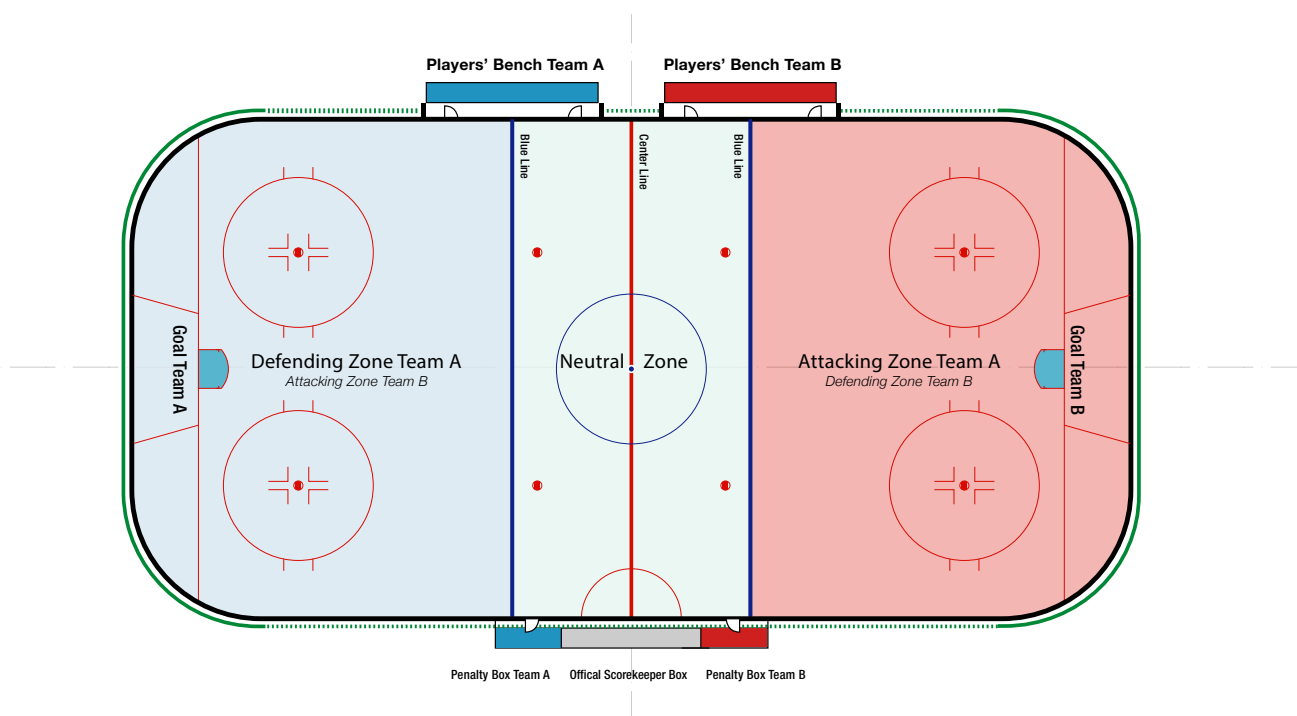 Players’ Bench Team A
Players’ Bench Team B
Blue Line
Center Line
Blue Line
Goal Team A
Defending Zone Team A
Attacking Zone Team B
Neutral Zone
Attacking Zone Team A
Defending Zone Team B
Goal Team B
Penalty Box Team A
Offical Scorekeeper Box
Penalty Box Team B